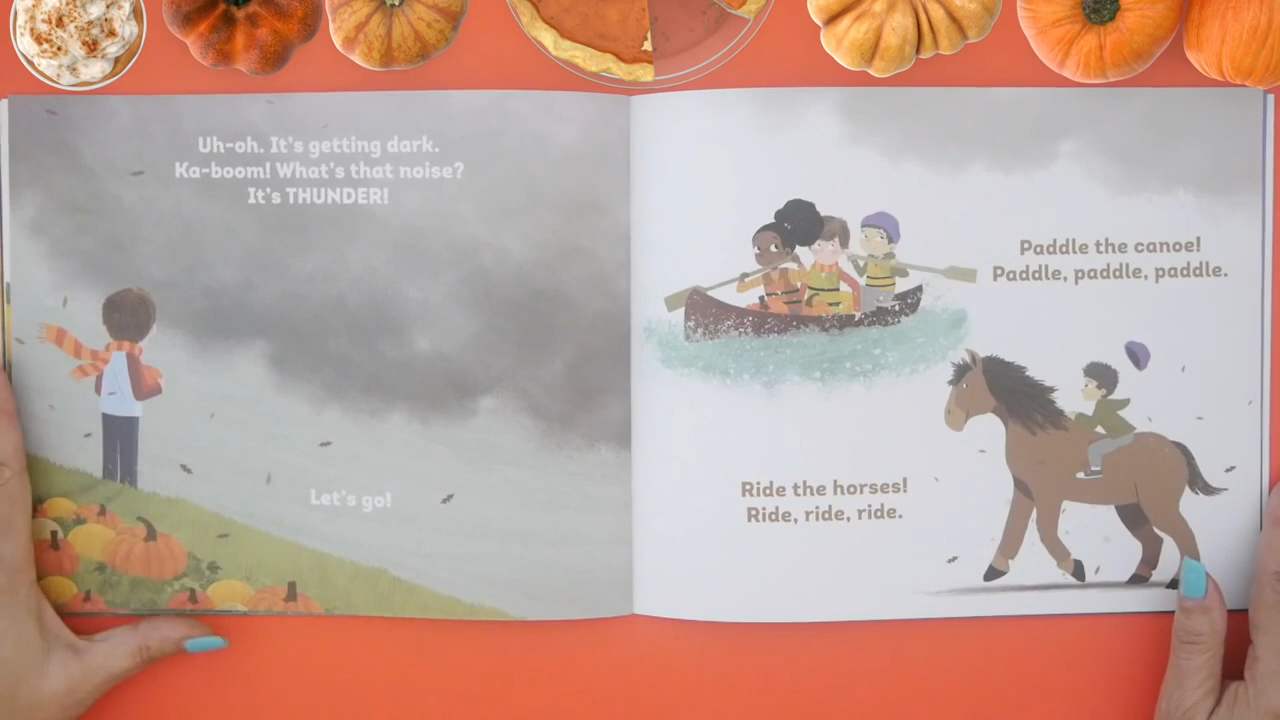 Uh-oh. It's getting dark.
Ka-boom! What's that noise?
It's THUNDER!
Let's go!
Paddle the canoe!
Paddle, paddle, paddle.
Ride the horses!
Ride, ride, ride.